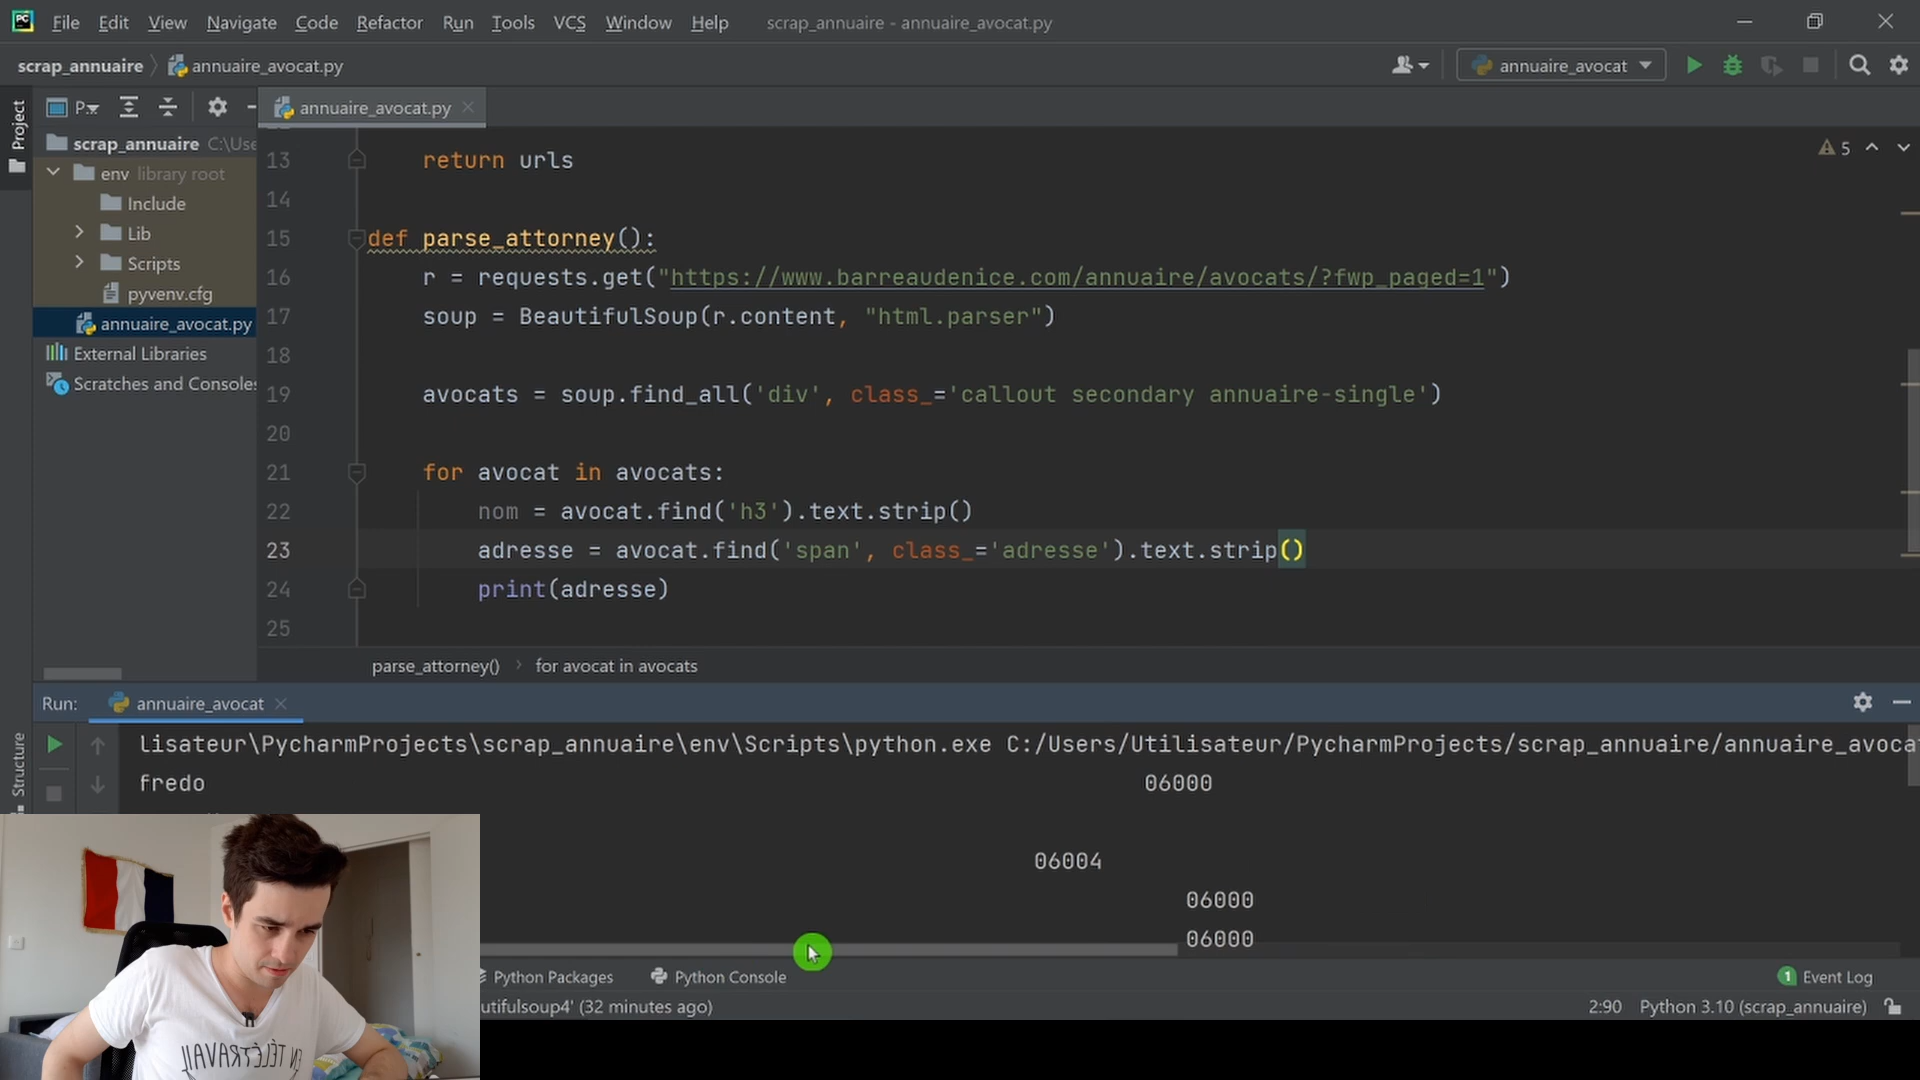 File Edit View Navigate Code Refactor Run Tools VCS Window Help scrap_annuaire - annuaire_avocat.py
scrap_annuaire annuaire_avocat.py annuaire_avocat
Project P... annuaire_avocat.py
scrap_annuaire C:\Use
env library root
Include
Lib
Scripts
pyvenv.cfg
annuaire_avocat.py
External Libraries
Scratches and Consoles
5
13 return urls
14
15 def parse_attorney():
16 r = requests.get("https://www.barreaudenice.com/annuaire/avocats/?fwp_paged=1")
17 soup = BeautifulSoup(r.content, "html.parser")
18
19 avocats = soup.find_all('div', class_='callout secondary annuaire-single')
20
21 for avocat in avocats:
22 nom = avocat.find('h3').text.strip()
23 adresse = avocat.find('span', class_='adresse').text.strip()
24 print(adresse)
25
parse_attorney() for avocat in avocats
Run: annuaire_avocat
Structure
Lisateur\PycharmProjects\scrap_annuaire\env\Scripts\python.exe C:/Users/Utilisateur/PycharmProjects/scrap_annuaire/annuaire_avoca
fredo 06000
06004
06000
06000
Python Packages Python Console 1 Event Log
utifulsoup4' (32 minutes ago) 2:90 Python 3.10 (scrap_annuaire)
EN TÉLÉTRAVAIL